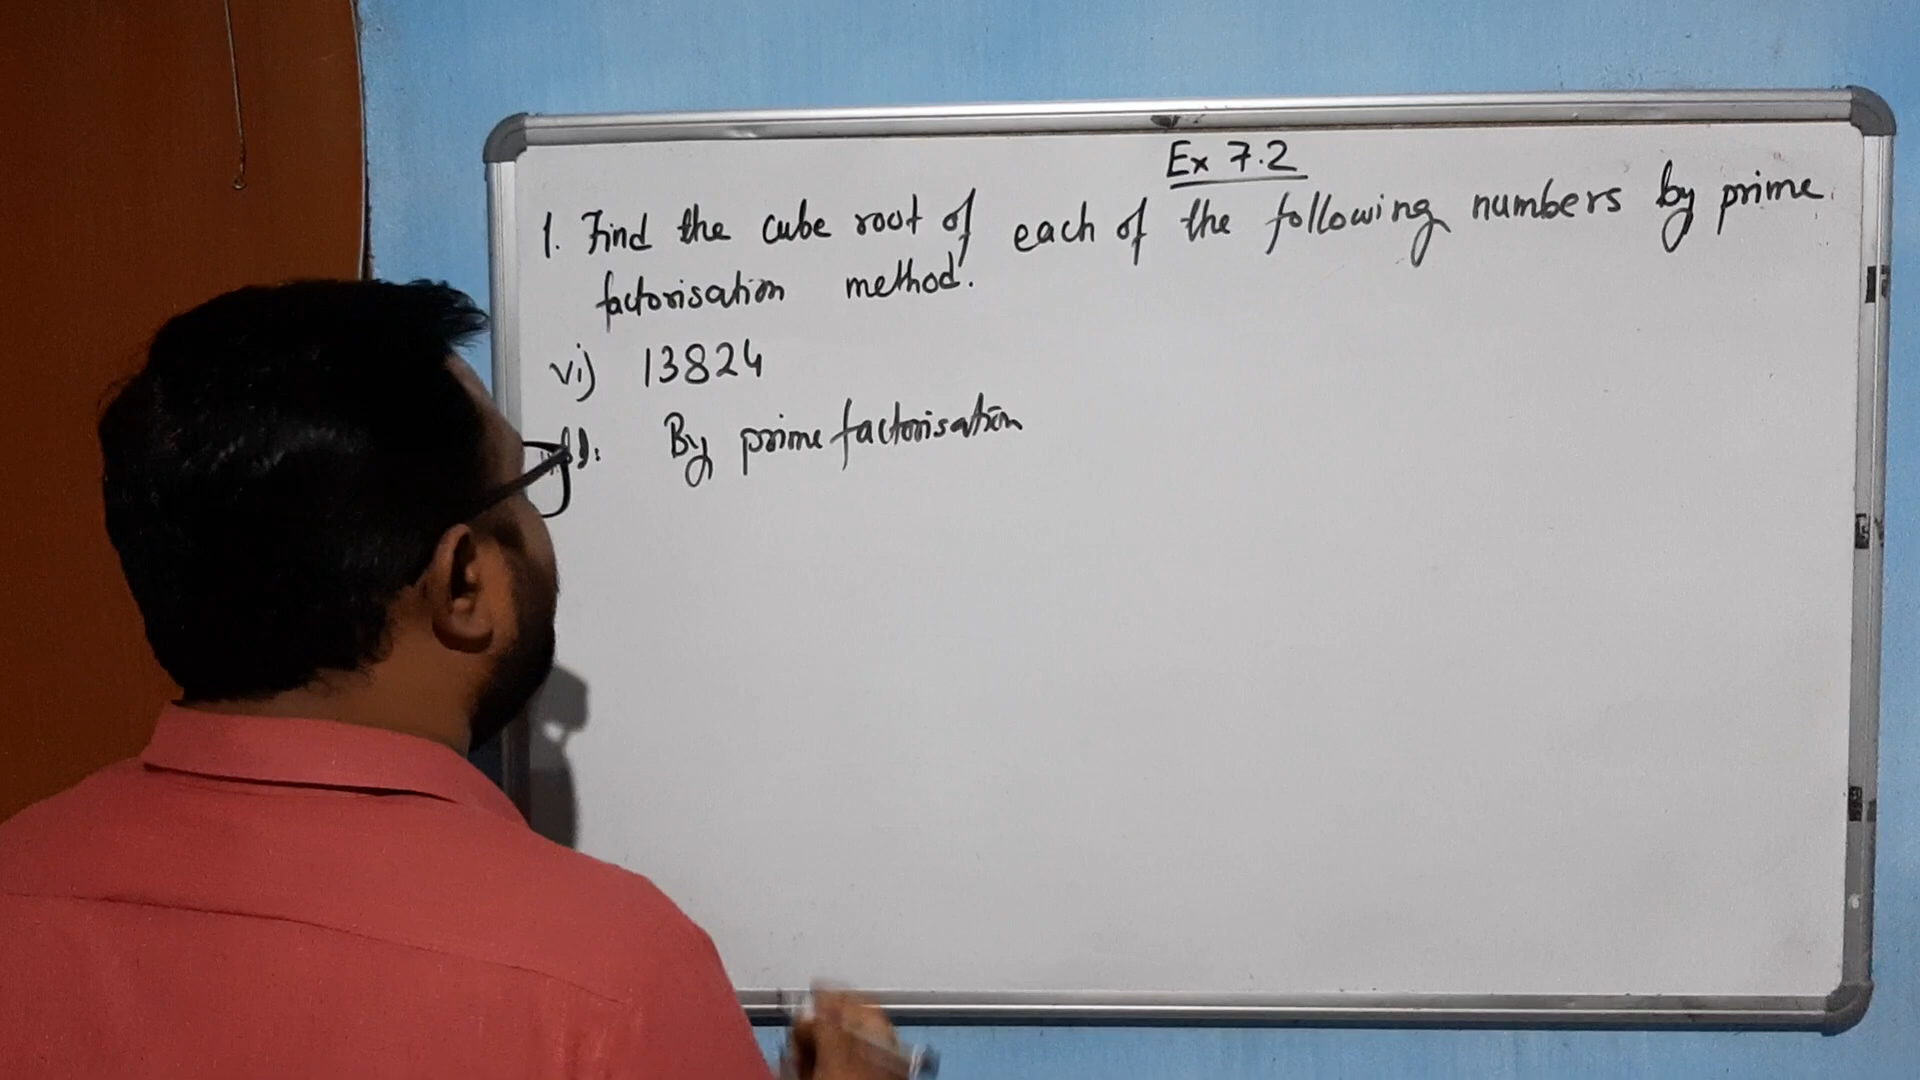 Ex 7.2
1. Find the cube root of each of the following numbers by prime
factorisation method.
vi) 13824
By prime factorisation